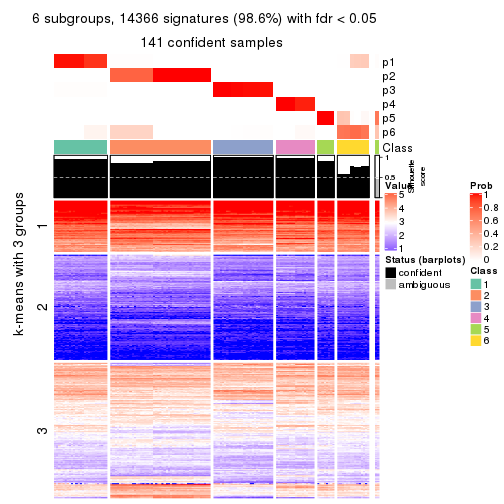 6 subgroups, 14366 signatures (98.6%) with fdr < 0.05
141 confident samples
p1
p2
p3
p4
p5
p6
Class
1
0.5
0
Silhouette
score
k-means with 3 groups
1
2
3
Value
5
4
3
2
1
Status (barplots)
confident
ambiguous
Prob
1
0.8
0.6
0.4
0.2
0
Class
1
2
3
4
5
6